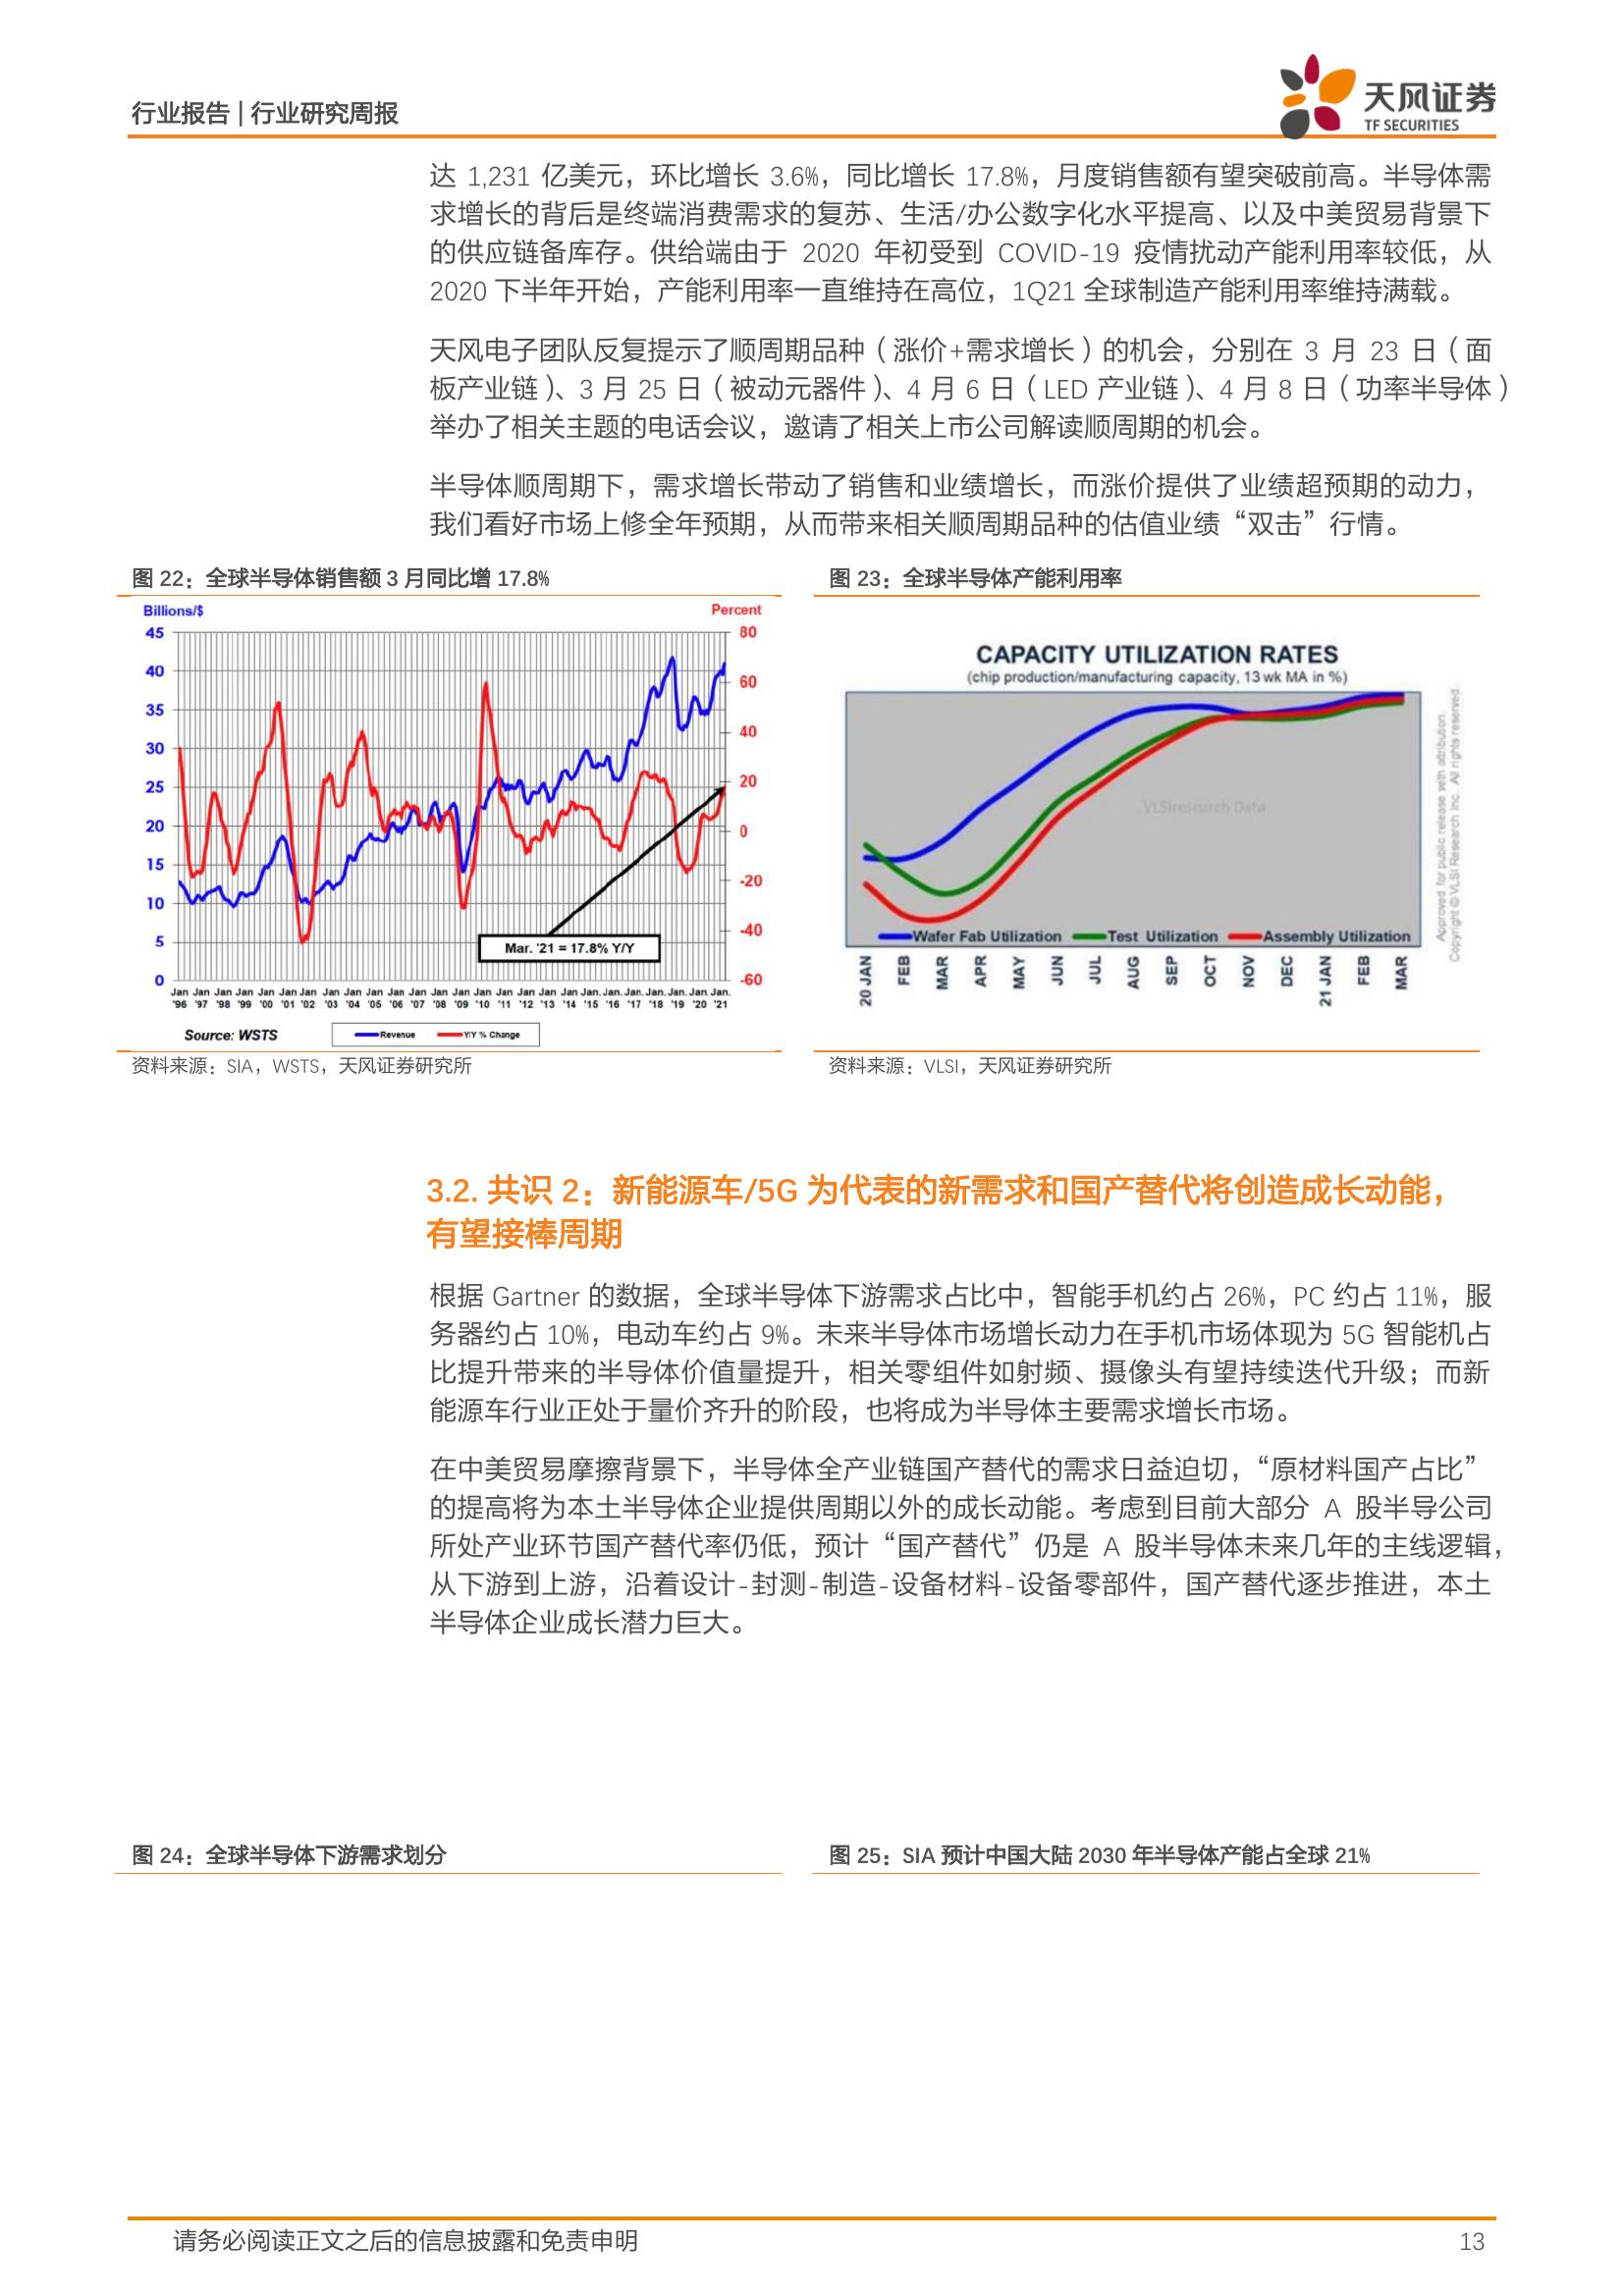 行业报告 | 行业研究周报
天风证券
TF SECURITIES
达 1,231 亿美元，环比增长 3.6%，同比增长 17.8%，月度销售额有望突破前高。半导体需
求增长的背后是终端消费需求的复苏、生活/办公数字化水平提高、以及中美贸易背景下
的供应链备库存。供给端由于 2020 年初受到 COVID-19 疫情扰动产能利用率较低，从
2020 下半年开始，产能利用率一直维持在高位，1Q21 全球制造产能利用率维持满载。
天风电子团队反复提示了顺周期品种（涨价+需求增长）的机会，分别在 3 月 23 日（面
板产业链）、3 月 25 日（被动元器件）、4 月 6 日（LED 产业链）、4 月 8 日（功率半导体）
举办了相关主题的电话会议，邀请了相关上市公司解读顺周期的机会。
半导体顺周期下，需求增长带动了销售和业绩增长，而涨价提供了业绩超预期的动力，
我们看好市场上修全年预期，从而带来相关顺周期品种的估值业绩“双击”行情。
图 22：全球半导体销售额 3 月同比增 17.8%
Billions/$ Percent
45 80
40 60
35 40
30 20
25 0
20 -20
15 -40
10 -60
5
0
Mar. '21 = 17.8% Y/Y
Jan Jan Jan Jan Jan Jan Jan Jan Jan Jan Jan Jan Jan Jan Jan Jan Jan Jan Jan Jan. Jan. Jan. Jan. Jan. Jan. Jan.
'96 '97 '98 '99 '00 '01 '02 '03 '04 '05 '06 '07 '08 '09 '10 '11 '12 '13 '14 '15 '16 '17 '18 '19 '20 '21
Source: WSTS
Revenue Y/Y % Change
资料来源：SIA，WSTS，天风证券研究所
图 23：全球半导体产能利用率
CAPACITY UTILIZATION RATES
(chip production/manufacturing capacity, 13 wk MA in %)
VLSIresearch Data
Wafer Fab Utilization Test Utilization Assembly Utilization
20 JAN FEB MAR APR MAY JUN JUL AUG SEP OCT NOV DEC 21 JAN FEB MAR
Approved for public release with attribution.
Copyright © VLSI Research Inc. All rights reserved.
资料来源：VLSI，天风证券研究所
3.2. 共识 2：新能源车/5G 为代表的新需求和国产替代将创造成长动能，
有望接棒周期
根据 Gartner 的数据，全球半导体下游需求占比中，智能手机约占 26%，PC 约占 11%，服
务器约占 10%，电动车约占 9%。未来半导体市场增长动力在手机市场体现为 5G 智能机占
比提升带来的半导体价值量提升，相关零组件如射频、摄像头有望持续迭代升级；而新
能源车行业正处于量价齐升的阶段，也将成为半导体主要需求增长市场。
在中美贸易摩擦背景下，半导体全产业链国产替代的需求日益迫切，“原材料国产占比”
的提高将为本土半导体企业提供周期以外的成长动能。考虑到目前大部分 A 股半导公司
所处产业环节国产替代率仍低，预计“国产替代”仍是 A 股半导体未来几年的主线逻辑，
从下游到上游，沿着设计-封测-制造-设备材料-设备零部件，国产替代逐步推进，本土
半导体企业成长潜力巨大。
图 24：全球半导体下游需求划分
图 25：SIA 预计中国大陆 2030 年半导体产能占全球 21%
请务必阅读正文之后的信息披露和免责申明
13